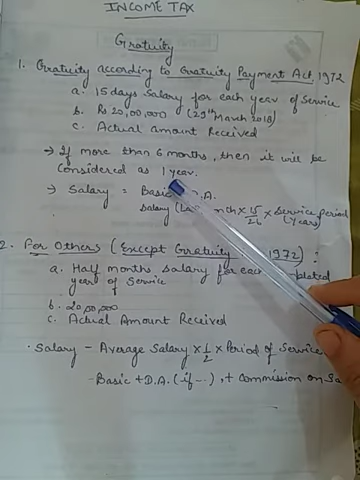 INCOME TAX
Gratuity
1. Gratuity according to Gratuity Payment Act, 1972
a. 15 days Salary for each year of Service
b. Rs 20,00,000 (29th March 2018)
c. Actual amount Received
→ If more than 6 months, then it will be
considered as 1 year.
→ Salary = Basic D.A.
Salary (La × 15/26 × Service Period
(Years)
2. For Others (Except Gratuity 1972) :
a. Half months salary for each completed
year of Service
b. 20,00,000
c. Actual Amount Received
• Salary - Average Salary × 1/2 × Period of Service
- Basic + D.A. (if --), + Commission on Sa